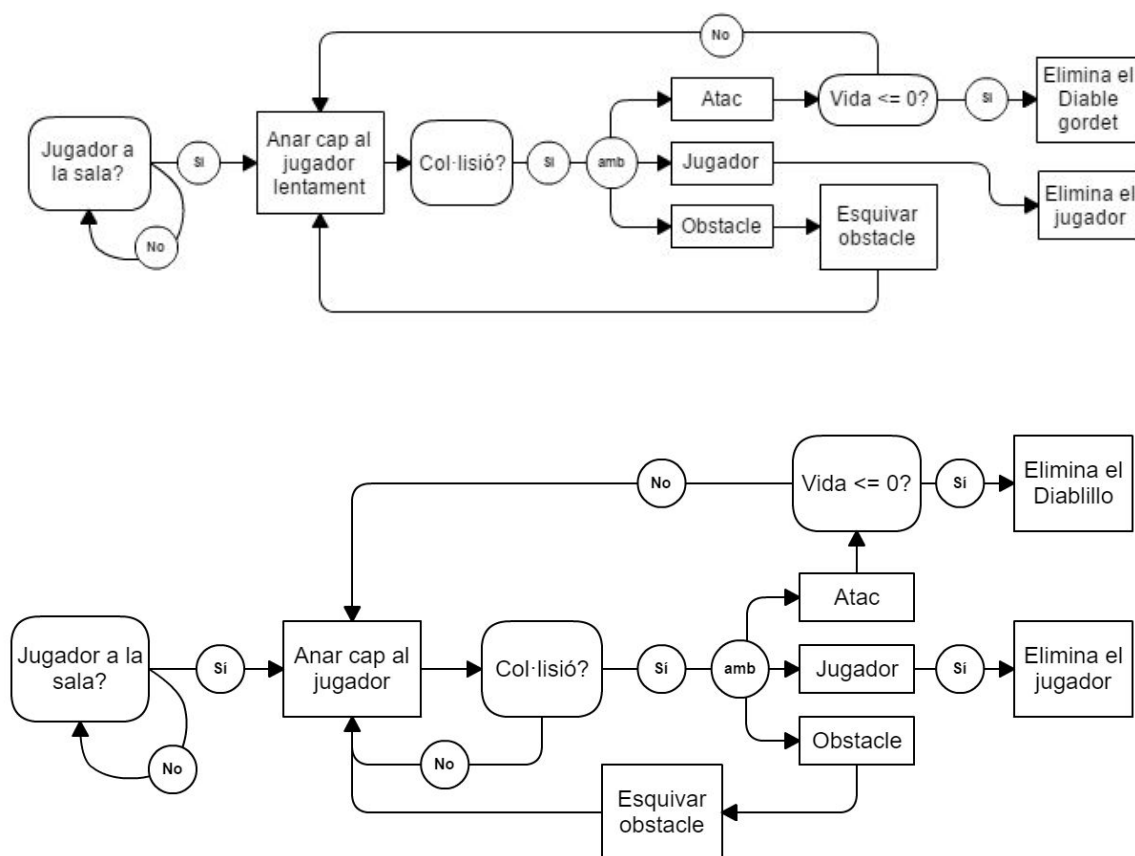 No
Jugador a
la sala?
Si
No
Anar cap al
jugador
lentament
Col·lisió?
Si
amb
Atac
Vida <= 0?
Si
Elimina el
Diable
gordet
Jugador
Elimina el
jugador
Obstacle
Esquivar
obstacle
No
Vida <= 0?
Sí
Elimina el
Diablillo
Jugador a la
sala?
Sí
No
Anar cap al
jugador
Col·lisió?
No
Sí
amb
Atac
Jugador
Sí
Elimina el
jugador
Obstacle
Esquivar
obstacle